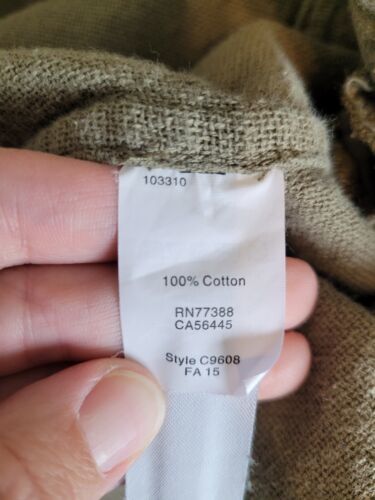 103310
100% Cotton
RN77388
CA56445
Style C9608
FA 15